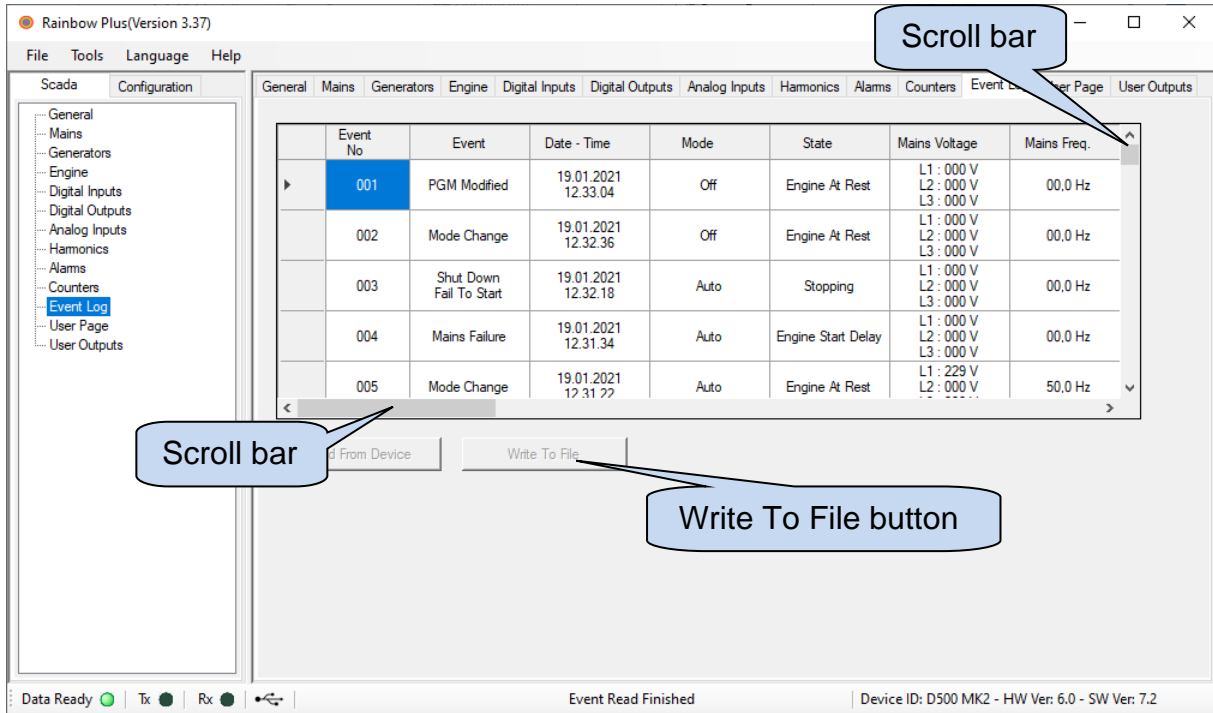 Rainbow Plus(Version 3.37)
Scroll bar
File Tools Language Help
Scada Configuration
General Mains Generators Engine Digital Inputs Digital Outputs Analog Inputs Harmonics Alarms Counters Event User Page User Outputs
General
Mains
Generators
Engine
Digital Inputs
Digital Outputs
Analog Inputs
Harmonics
Alarms
Counters
Event Log
User Page
User Outputs
Event No Event Date - Time Mode State Mains Voltage Mains Freq.
001 PGM Modified 19.01.2021 12.33.04 Off Engine At Rest L1 : 000 V L2 : 000 V L3 : 000 V 00,0 Hz
002 Mode Change 19.01.2021 12.32.36 Off Engine At Rest L1 : 000 V L2 : 000 V L3 : 000 V 00,0 Hz
003 Shut Down Fail To Start 19.01.2021 12.32.18 Auto Stopping L1 : 000 V L2 : 000 V L3 : 000 V 00,0 Hz
004 Mains Failure 19.01.2021 12.31.34 Auto Engine Start Delay L1 : 000 V L2 : 000 V L3 : 000 V 00,0 Hz
005 Mode Change 19.01.2021 12.31.22 Auto Engine At Rest L1 : 229 V L2 : 000 V 50,0 Hz
Scroll bar
From Device
Write To File
Write To File button
Data Ready Tx Rx Event Read Finished Device ID: D500 MK2 - HW Ver: 6.0 - SW Ver: 7.2